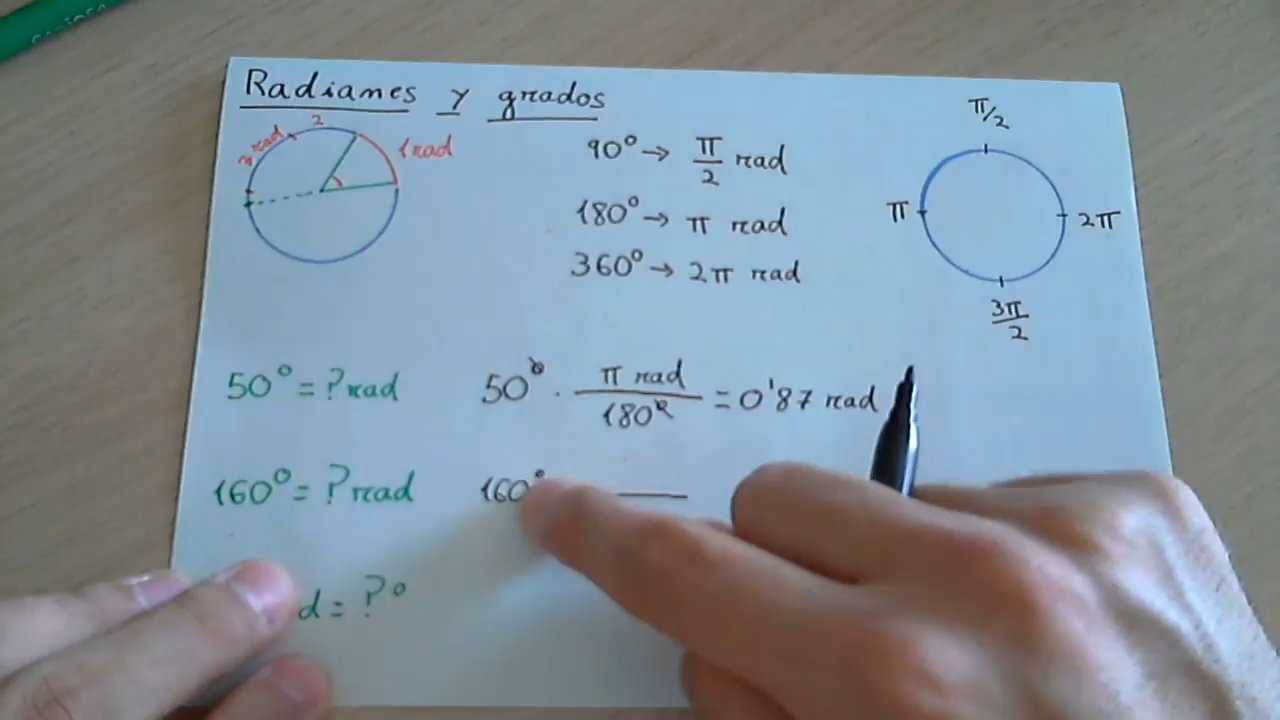 Radianes y grados
2
3 rad
1 rad
90° → π/2 rad
180° → π rad
360° → 2π rad
π/2
π
2π
3π/2
50° = ? rad
50° · π rad/180° = 0'87 rad
160° = ? rad
160°
d = ?°